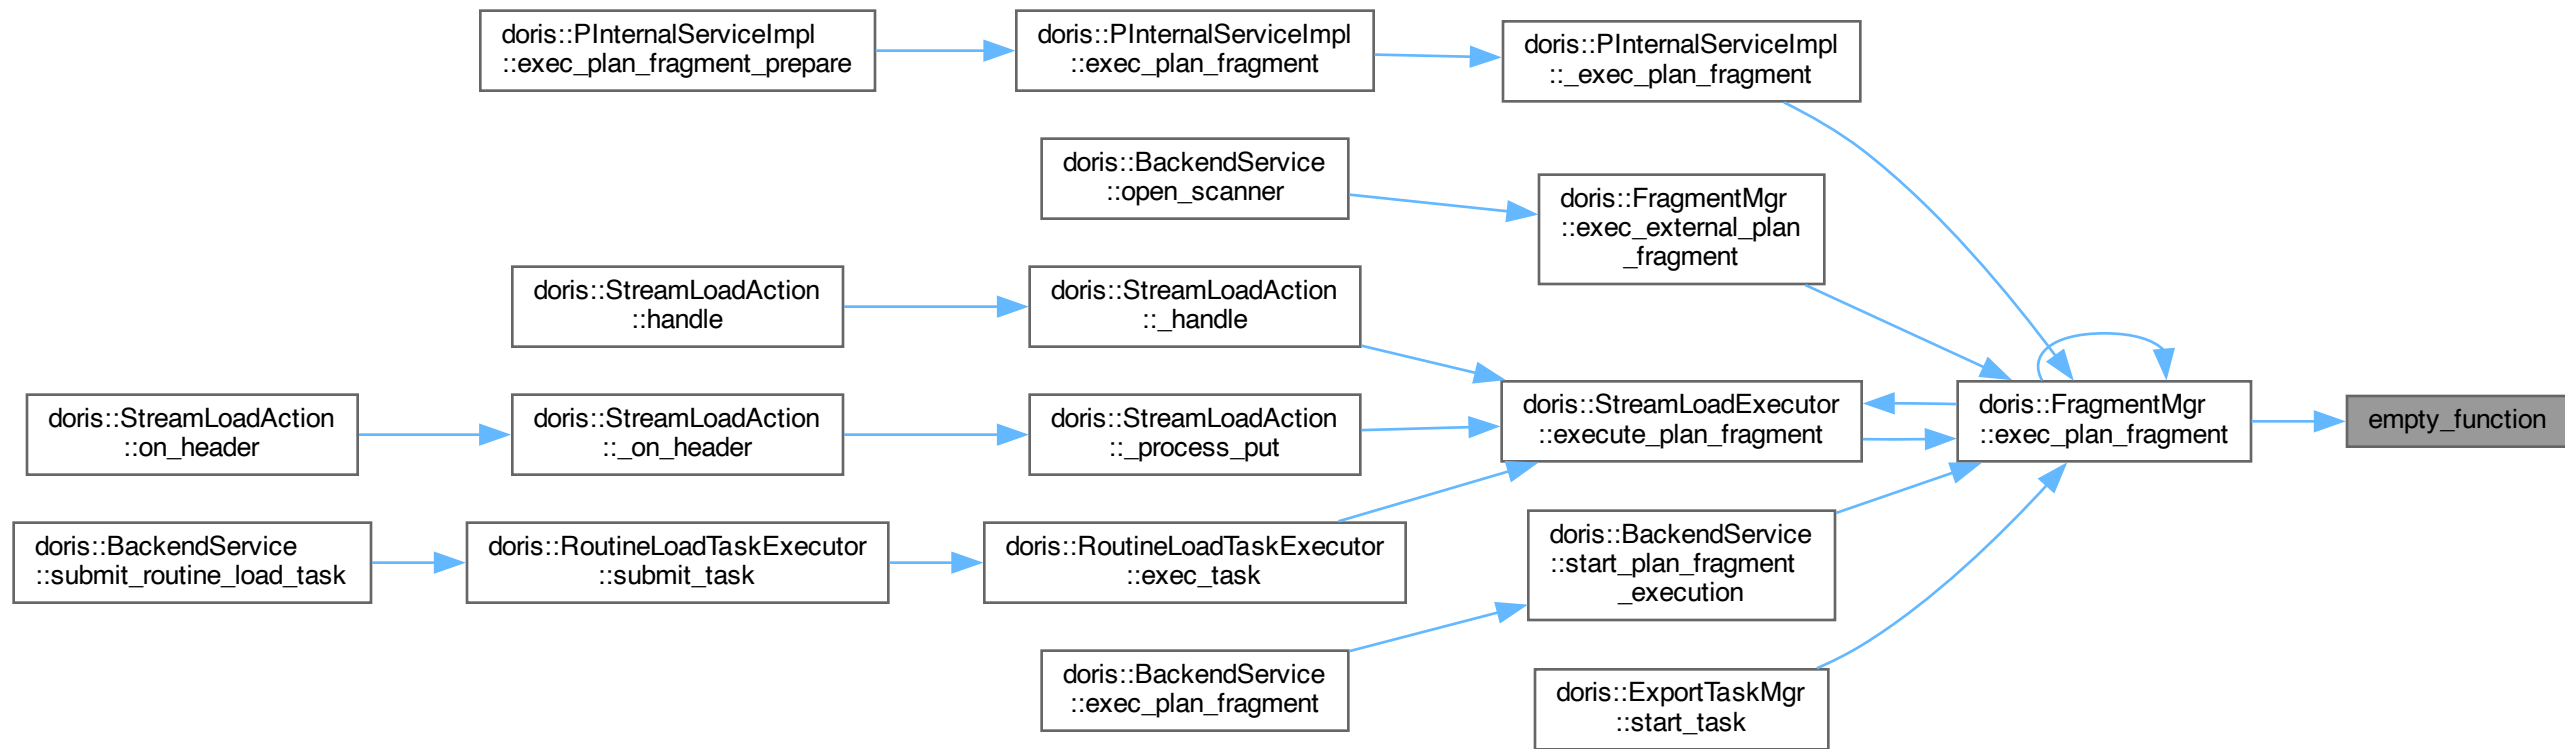 doris::PInternalServiceImpl
::exec_plan_fragment_prepare
doris::PInternalServiceImpl
::exec_plan_fragment
doris::PInternalServiceImpl
::_exec_plan_fragment
doris::BackendService
::open_scanner
doris::FragmentMgr
::exec_external_plan
_fragment
doris::StreamLoadAction
::handle
doris::StreamLoadAction
::_handle
doris::StreamLoadAction
::on_header
doris::StreamLoadAction
::_on_header
doris::StreamLoadAction
::_process_put
doris::StreamLoadExecutor
::execute_plan_fragment
doris::FragmentMgr
::exec_plan_fragment
empty_function
doris::BackendService
::submit_routine_load_task
doris::RoutineLoadTaskExecutor
::submit_task
doris::RoutineLoadTaskExecutor
::exec_task
doris::BackendService
::start_plan_fragment
_execution
doris::BackendService
::exec_plan_fragment
doris::ExportTaskMgr
::start_task